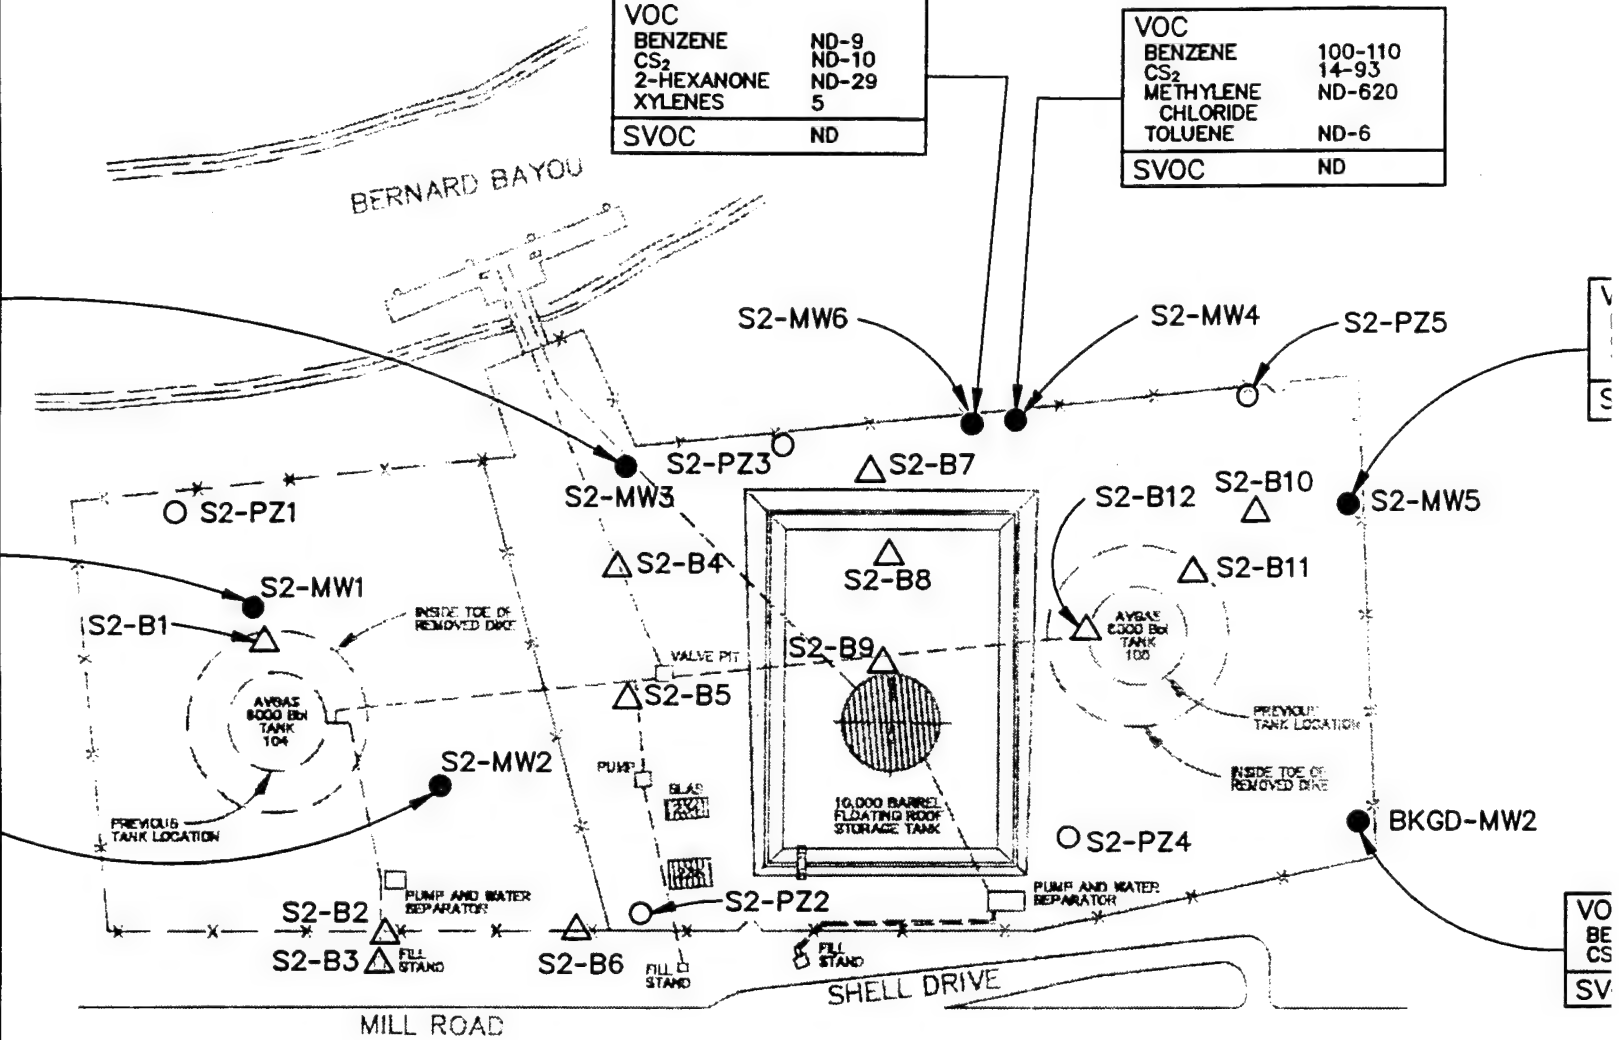 VOC
BENZENE ND-9
CS₂ ND-10
2-HEXANONE ND-29
XYLENES 5
SVOC ND
VOC
BENZENE 100-110
CS₂ 14-93
METHYLENE ND-620
CHLORIDE
TOLUENE ND-6
SVOC ND
BERNARD BAYOU
S2-MW6
S2-MW4
S2-PZ5
S2-PZ3
S2-B7
S2-MW3
S2-B12
S2-B10
S2-MW5
S2-PZ1
S2-B4
S2-B8
S2-B11
S2-MW1
S2-B1
INSIDE TOE OF
REMOVED DIKE
AVGAS
TANK
S2-B9
VALVE PIT
S2-B5
AVGAS
TANK
104
PREVIOUS
TANK LOCATION
S2-MW2
PUMP
INSIDE TOE OF
REMOVED DIKE
10,000 BARREL
FLOATING ROOF
STORAGE TANK
PREVIOUS
TANK LOCATION
BKGD-MW2
S2-PZ4
PUMP AND WATER
SEPARATOR
PUMP AND WATER
SEPARATOR
S2-B2
S2-PZ2
S2-B3
FILL
STAND
S2-B6
FILL
STAND
FILL
STAND
SHELL DRIVE
MILL ROAD
V
S
VO
BE
CS
SV